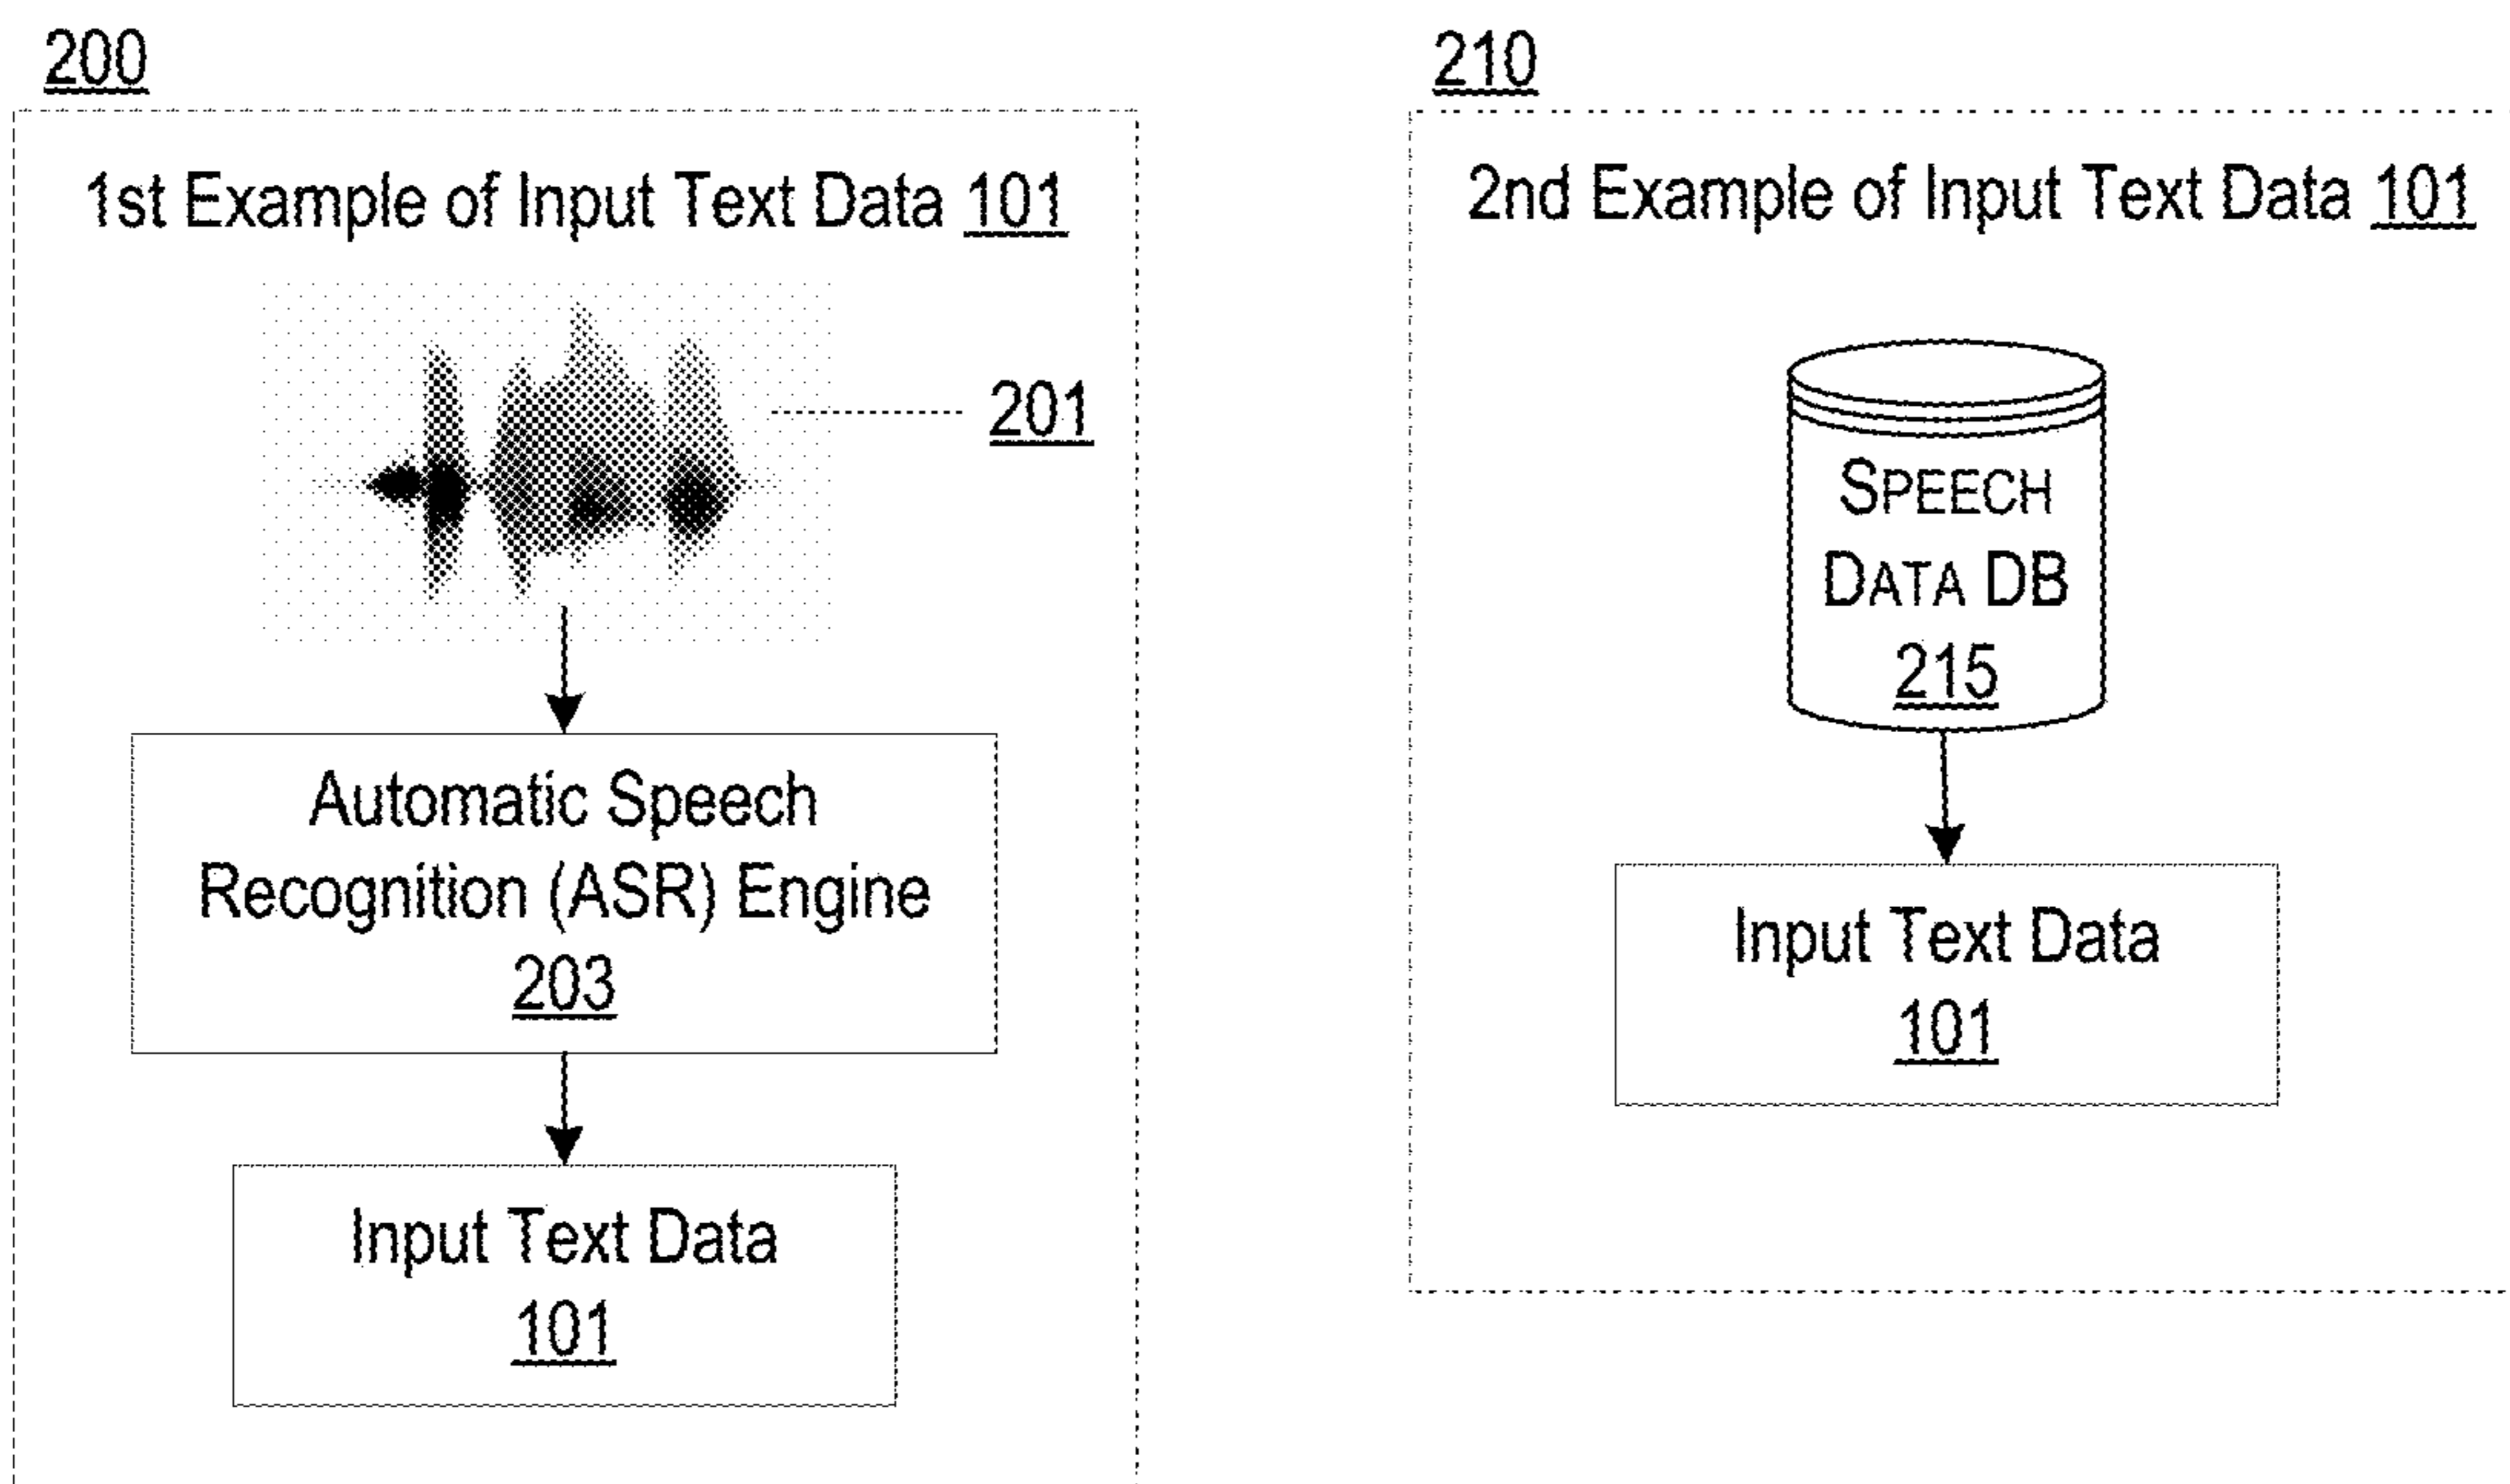 200
1st Example of Input Text Data 101
201
Automatic Speech
Recognition (ASR) Engine
203
Input Text Data
101
210
2nd Example of Input Text Data 101
SPEECH
DATA DB
215
Input Text Data
101